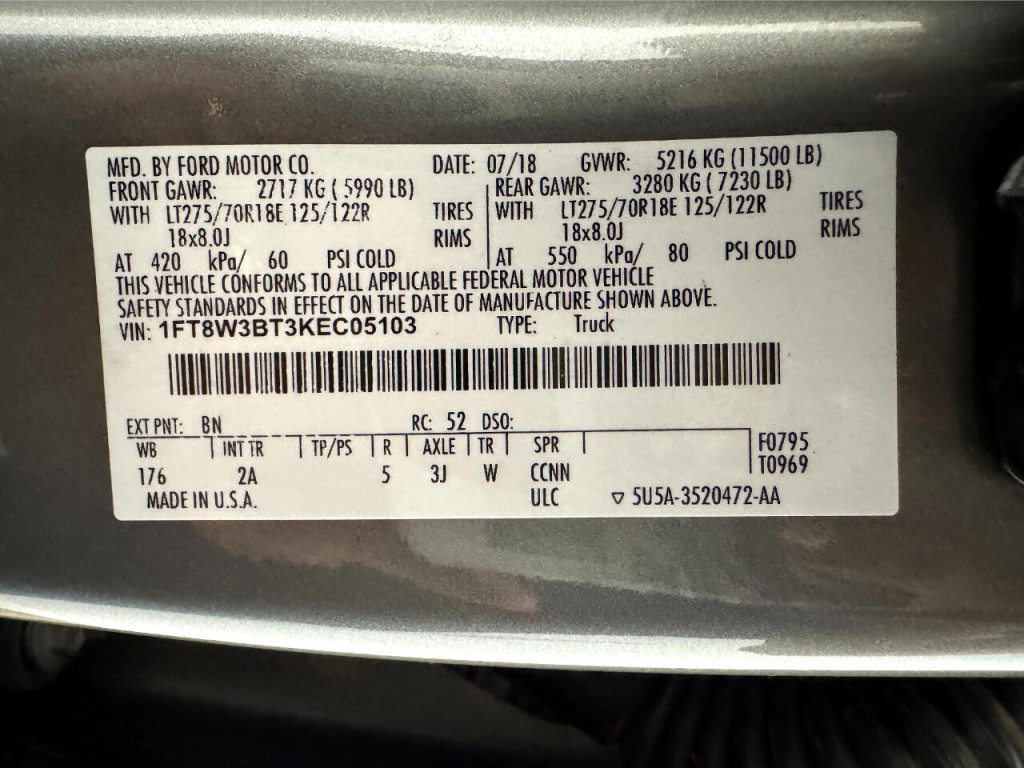 MFD. BY FORD MOTOR CO. DATE: 07/18 GVWR: 5216 KG (11500 LB)
FRONT GAWR: 2717 KG ( 5990 LB) REAR GAWR: 3280 KG ( 7230 LB)
WITH LT275/70R18E 125/122R TIRES WITH LT275/70R18E 125/122R TIRES
18x8.0J RIMS 18x8.0J RIMS
AT 420 kPa/ 60 PSI COLD AT 550 kPa/ 80 PSI COLD
THIS VEHICLE CONFORMS TO ALL APPLICABLE FEDERAL MOTOR VEHICLE
SAFETY STANDARDS IN EFFECT ON THE DATE OF MANUFACTURE SHOWN ABOVE.
VIN: 1FT8W3BT3KEC05103 TYPE: Truck
EXT PNT: BN RC: 52 DSO:
WB INT TR TP/PS R AXLE TR SPR F0795
176 2A 5 3J W CCNN T0969
MADE IN U.S.A. ULC ▽ 5U5A-3520472-AA